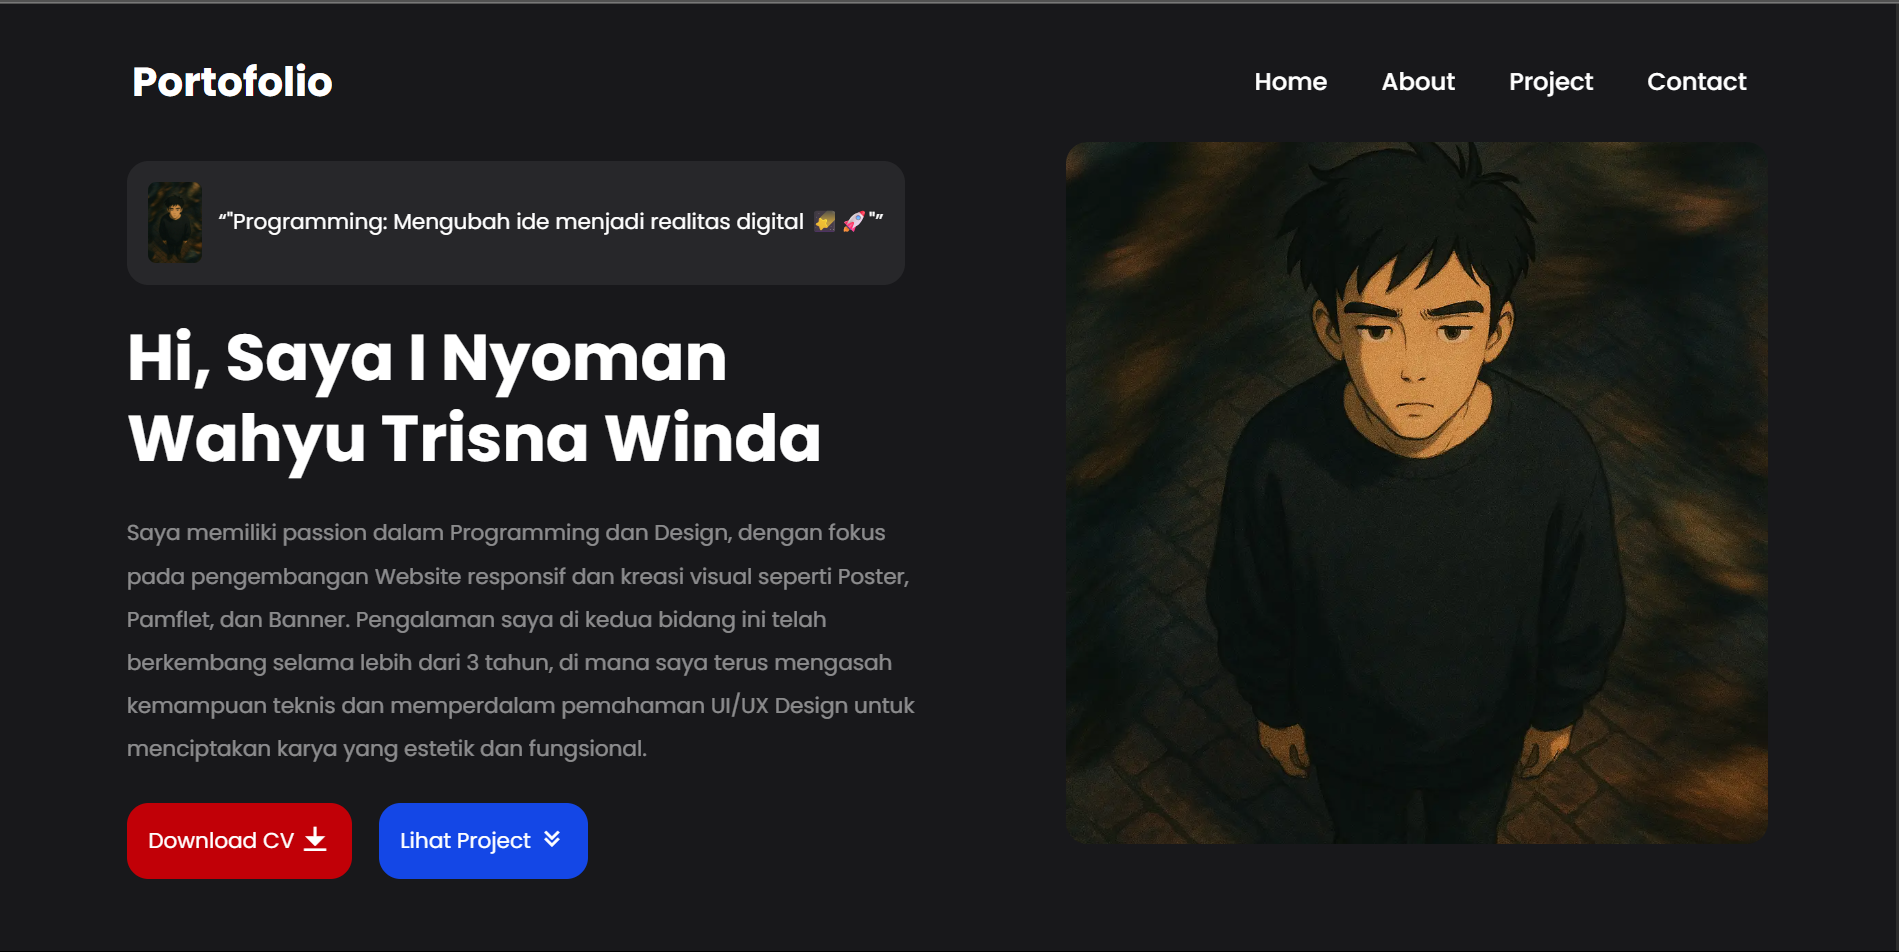 Portofolio
Home About Project Contact
“"Programming: Mengubah ide menjadi realitas digital 🌠🚀"”
Hi, Saya I Nyoman
Wahyu Trisna Winda
Saya memiliki passion dalam Programming dan Design, dengan fokus
pada pengembangan Website responsif dan kreasi visual seperti Poster,
Pamflet, dan Banner. Pengalaman saya di kedua bidang ini telah
berkembang selama lebih dari 3 tahun, di mana saya terus mengasah
kemampuan teknis dan memperdalam pemahaman UI/UX Design untuk
menciptakan karya yang estetik dan fungsional.
Download CV
Lihat Project